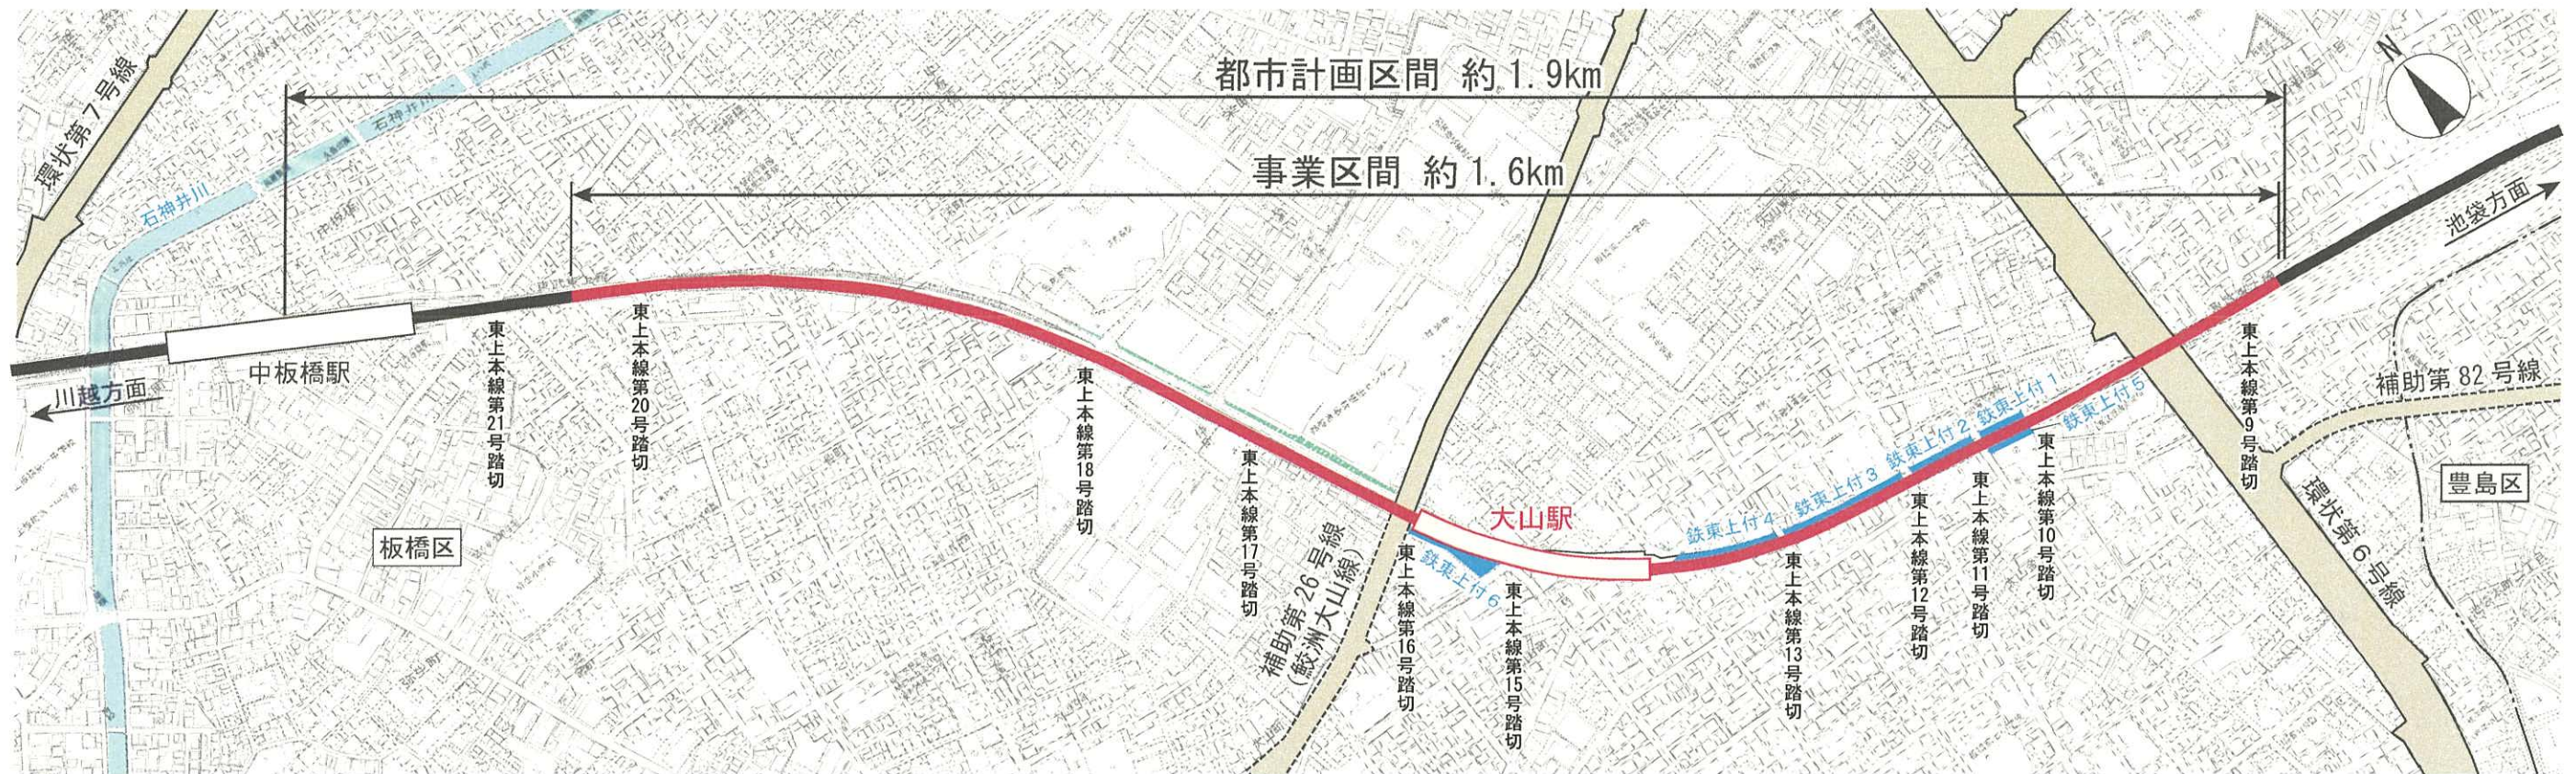 都市計画区間 約1.9km
事業区間 約1.6km
N
環状第7号線
石神井川
石神井川
中板橋駅
川越方面
板橋区
東上本線第21号踏切
東上本線第20号踏切
東上本線第18号踏切
東上本線第17号踏切
補助第26号線
(鮫洲大山線)
東上本線第16号踏切
鉄東上付6
大山駅
東上本線第15号踏切
鉄東上付4
鉄東上付3
鉄東上付2
鉄東上付1
鉄東上付5
東上本線第13号踏切
東上本線第12号踏切
東上本線第11号踏切
東上本線第10号踏切
東上本線第9号踏切
池袋方面
補助第82号線
豊島区
環状第6号線